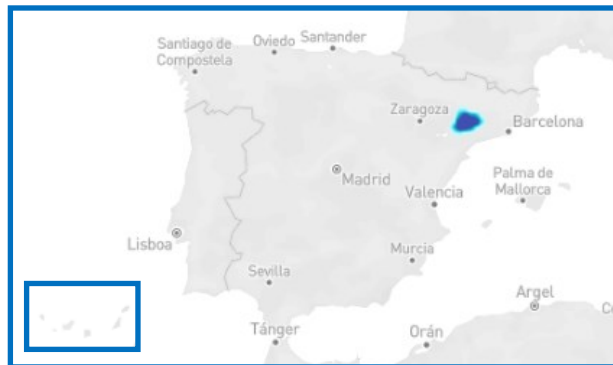 Oviedo
Santander
Santiago de
Compostela
Zaragoza
Barcelona
Madrid
Palma de
Mallorca
Valencia
Lisboa
Murcia
Sevilla
Argel
Tánger
Orán